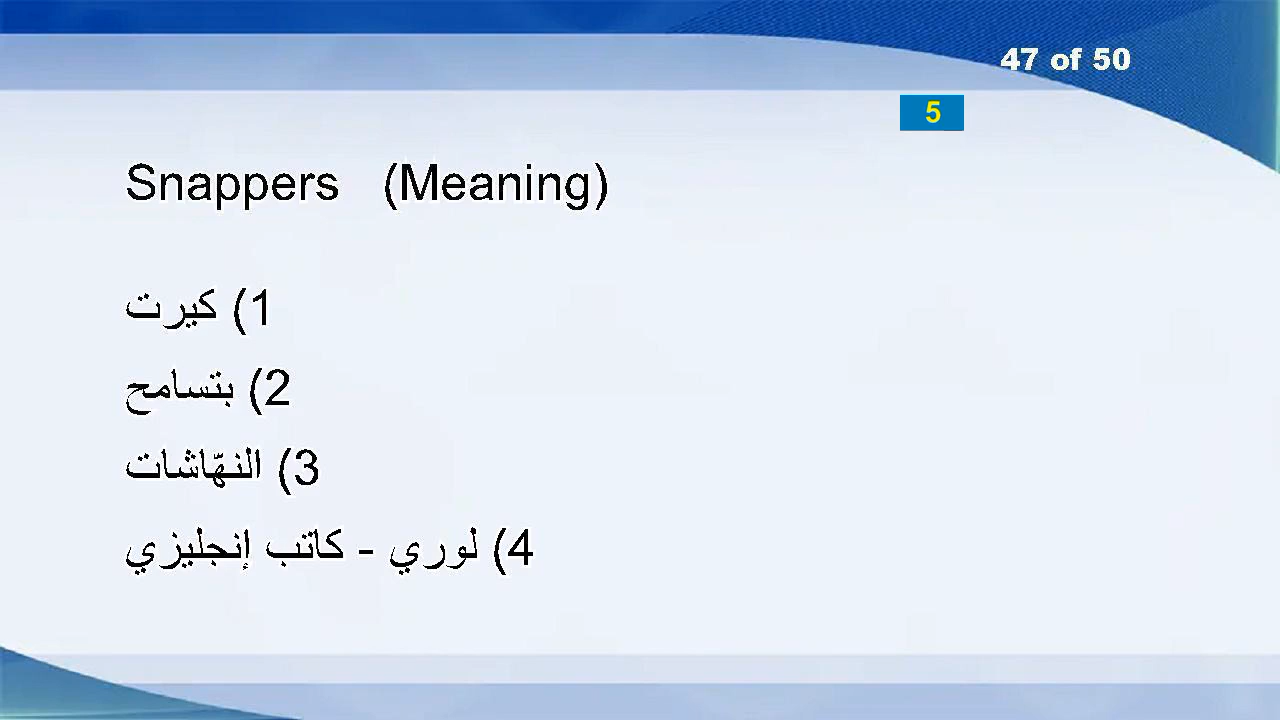 47 of 50
5
Snappers (Meaning)
1) كيرت
2) بتسامح
3) النهّاشات
4) لوري - كاتب إنجليزي